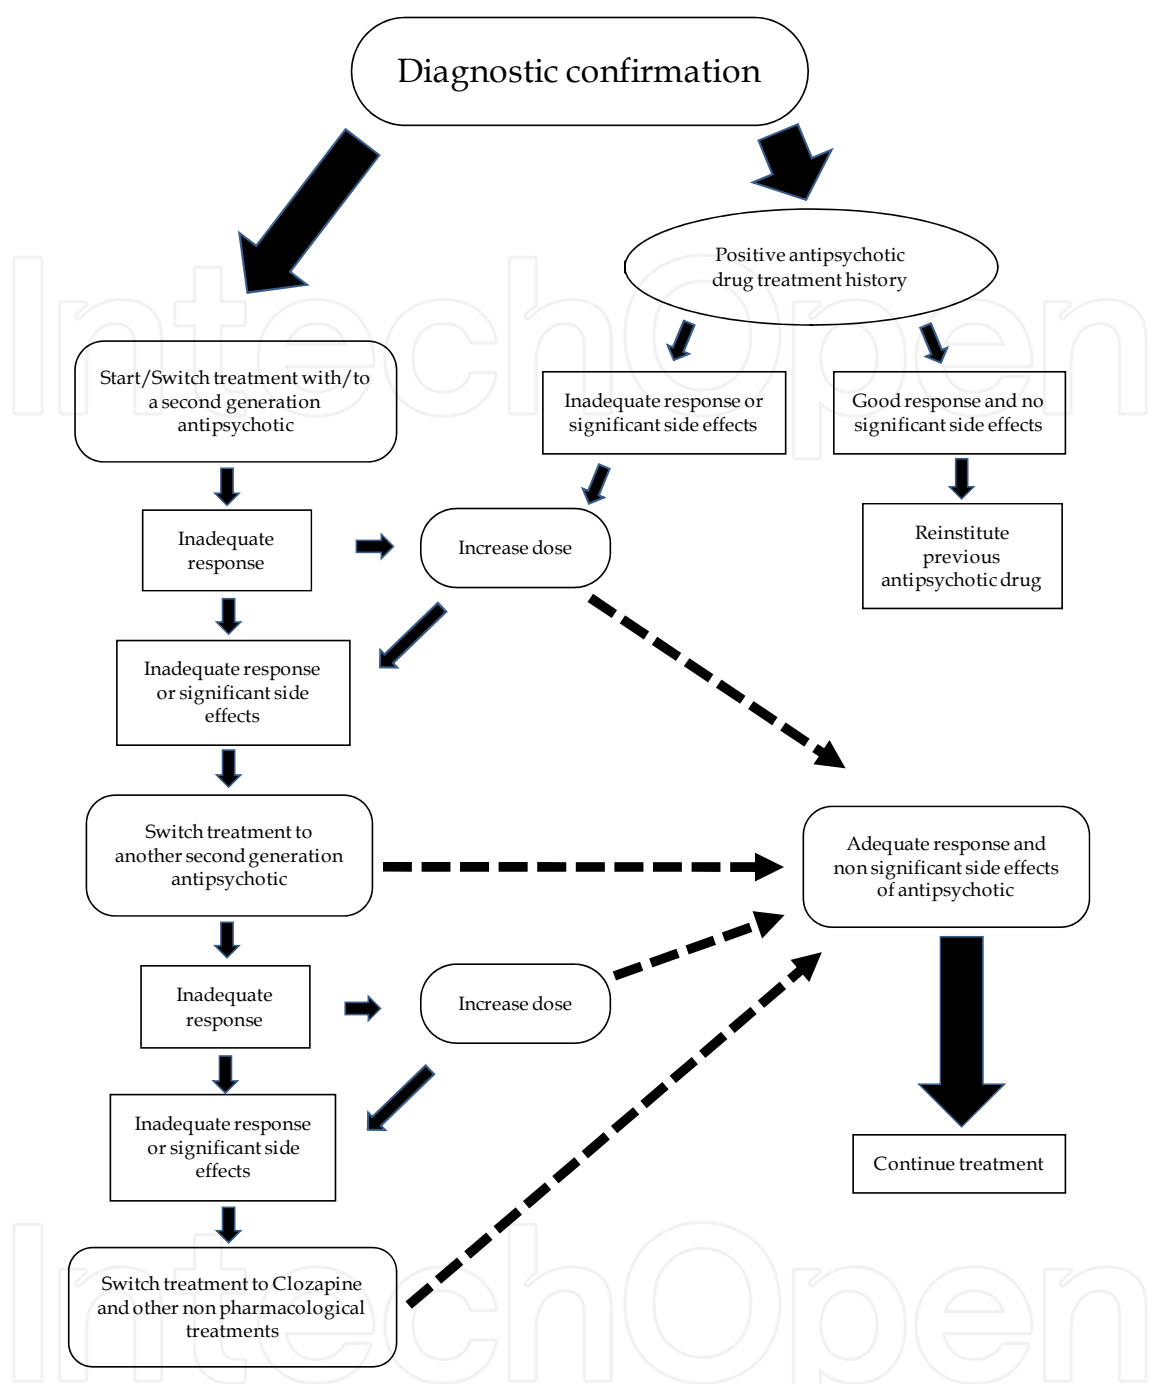 Diagnostic confirmation
Positive antipsychotic
drug treatment history
Start/Switch treatment with/to
a second generation
antipsychotic
Inadequate response or
significant side effects
Good response and no
significant side effects
Inadequate
response
Increase dose
Reinstitute
previous
antipsychotic drug
Inadequate response
or significant side
effects
Switch treatment to
another second generation
antipsychotic
Adequate response and
non significant side effects
of antipsychotic
Inadequate
response
Increase dose
Inadequate response
or significant side
effects
Continue treatment
Switch treatment to Clozapine
and other non pharmacological
treatments
IntechOpen
IntechOpen